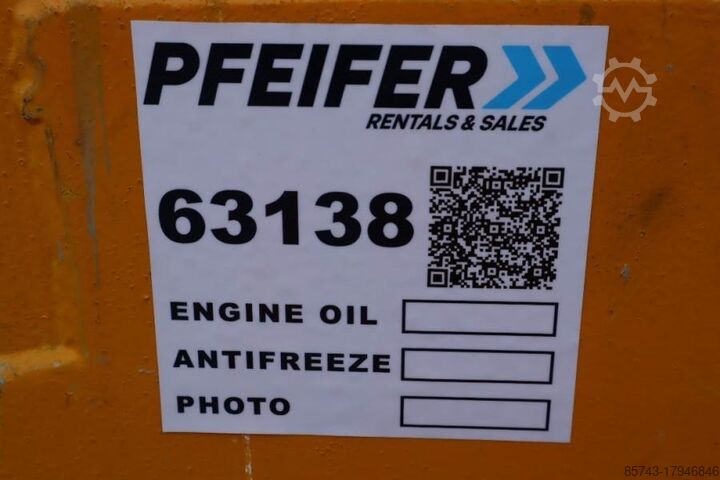 PFEIFER
RENTALS & SALES
63138
ENGINE OIL
ANTIFREEZE
PHOTO
85743-17946846